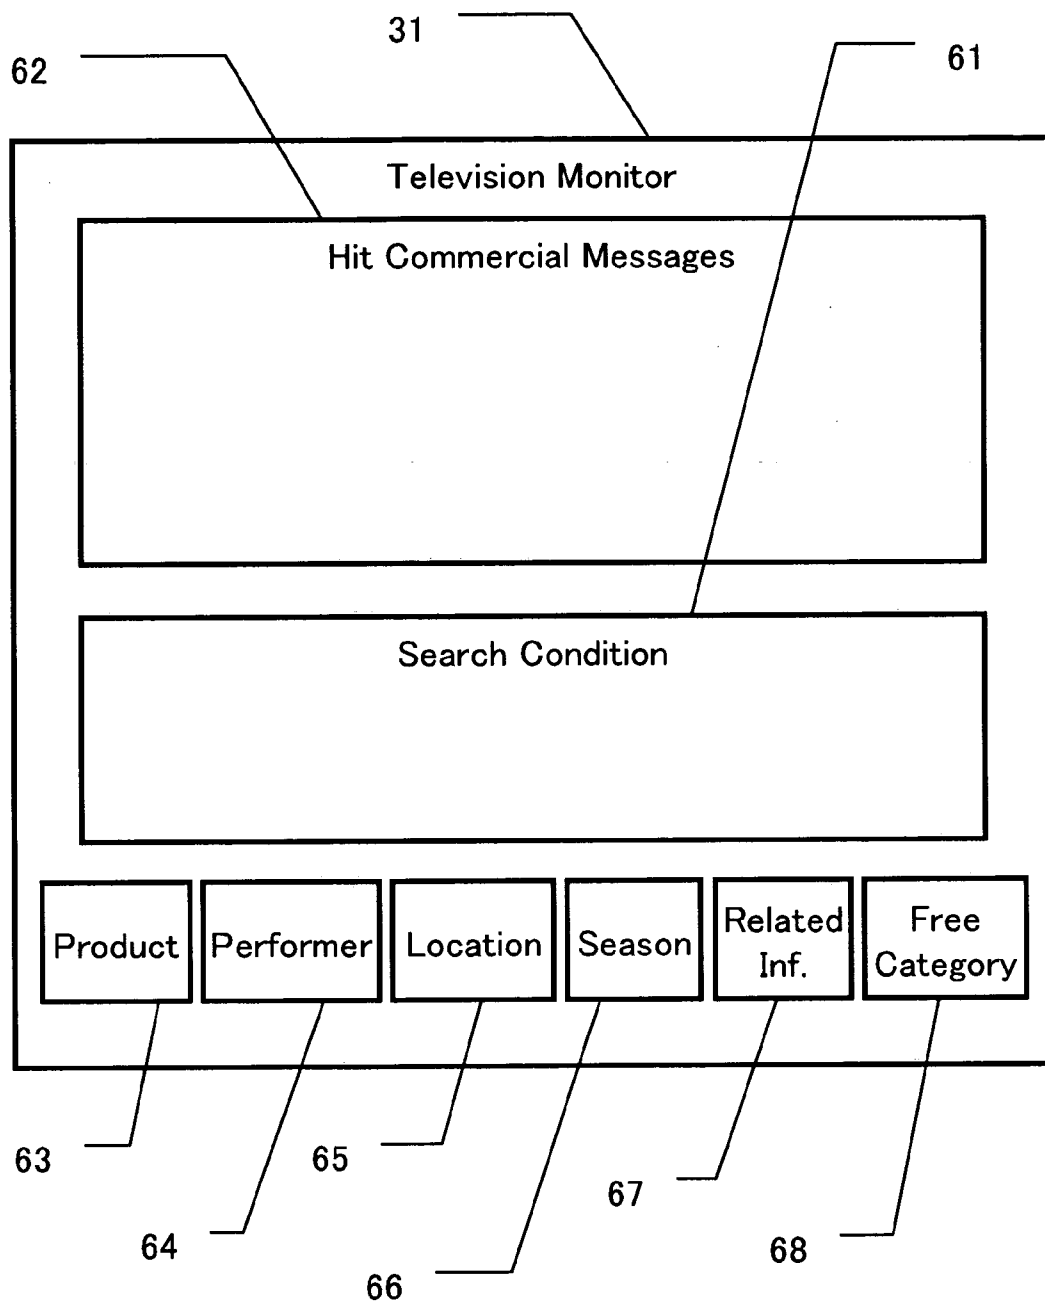 31
61
62
Television Monitor
Hit Commercial Messages
Search Condition
Product
Performer
Location
Season
Related
Inf.
Free
Category
63
65
67
64
68
66